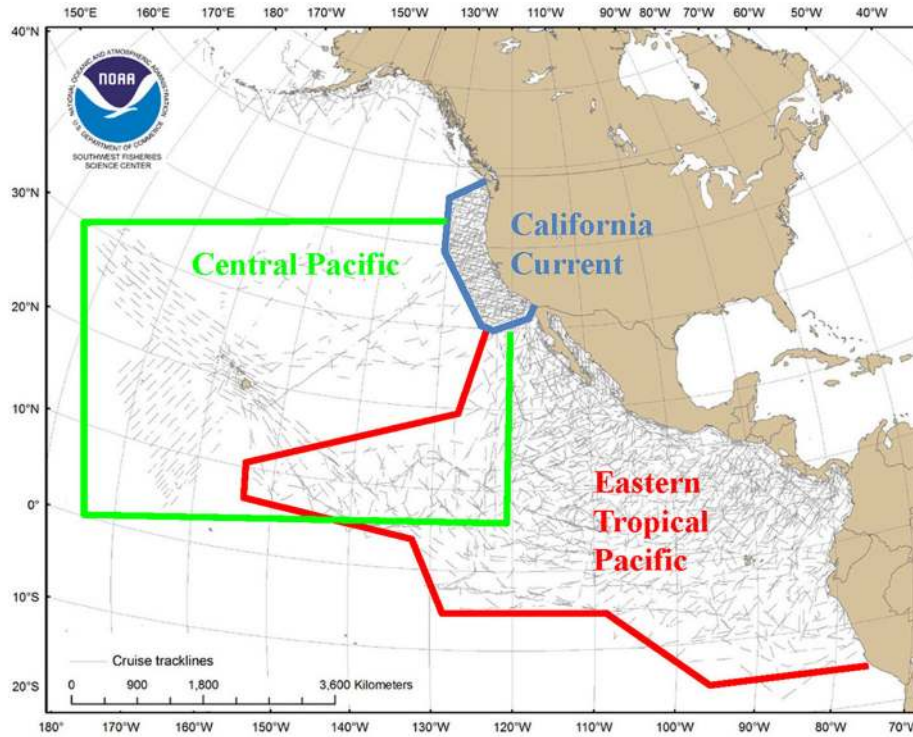 150°E 160°E 170°E 180° 170°W 150°W 140°W 130°W 120°W 110°W 100°W 90°W 80°W 70°W 60°W 50°W 40°W
40°N
NATIONAL OCEANIC AND ATMOSPHERIC ADMINISTRATION
NOAA
U.S. DEPARTMENT OF COMMERCE
SOUTHWEST FISHERIES
SCIENCE CENTER
30°N
California
Current
Central Pacific
20°N
10°N
Eastern
Tropical
Pacific
0°
10°S
Cruise tracklines
0 900 1,800 3,600 Kilometers
20°S
180° 170°W 160°W 150°W 140°W 130°W 120°W 110°W 100°W 90°W 80°W 70°W